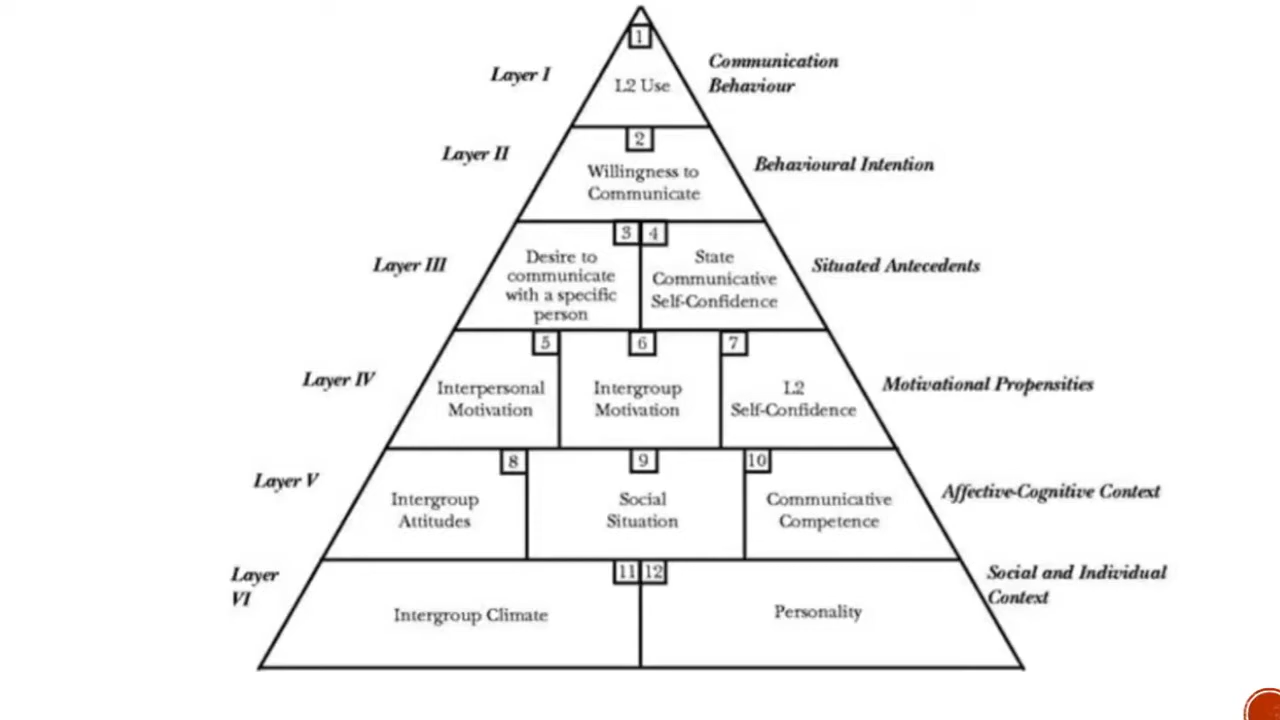 1
Layer I
L2 Use
Communication
Behaviour
2
Layer II
Willingness to
Communicate
Behavioural Intention
3 4
Layer III
Desire to
communicate
with a specific
person
State
Communicative
Self-Confidence
Situated Antecedents
5 6 7
Layer IV
Interpersonal
Motivation
Intergroup
Motivation
L2
Self-Confidence
Motivational Propensities
8 9 10
Layer V
Intergroup
Attitudes
Social
Situation
Communicative
Competence
Affective-Cognitive Context
11 12
Layer
VI
Intergroup Climate
Personality
Social and Individual
Context